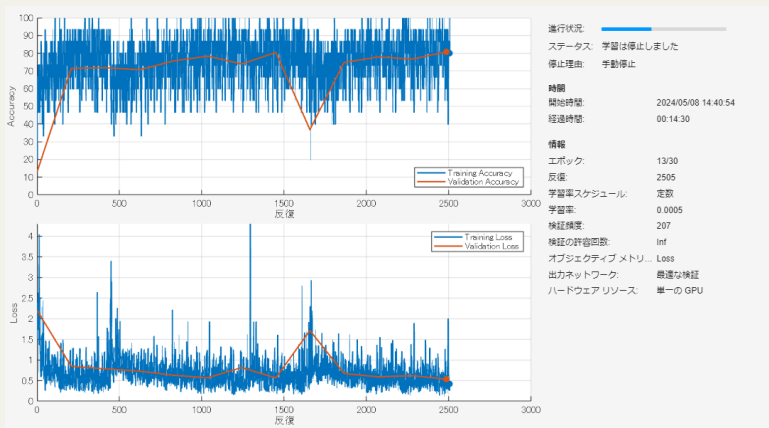 100
90
80
70
60
50
40
30
20
10
0
Accuracy
0 500 1000 1500 2000 2500 3000
反復
Training Accuracy
Validation Accuracy
4
3.5
3
2.5
2
1.5
1
0.5
0
Loss
0 500 1000 1500 2000 2500 3000
反復
Training Loss
Validation Loss
進行状況:
ステータス: 学習は停止しました
停止理由: 手動停止
時間
開始時間: 2024/05/08 14:40:54
経過時間: 00:14:30
情報
エポック: 13/30
反復: 2505
学習率スケジュール: 定数
学習率: 0.0005
検証頻度: 207
検証の許容回数: Inf
オブジェクティブ メトリ... Loss
出力ネットワーク: 最適な検証
ハードウェア リソース: 単一の GPU